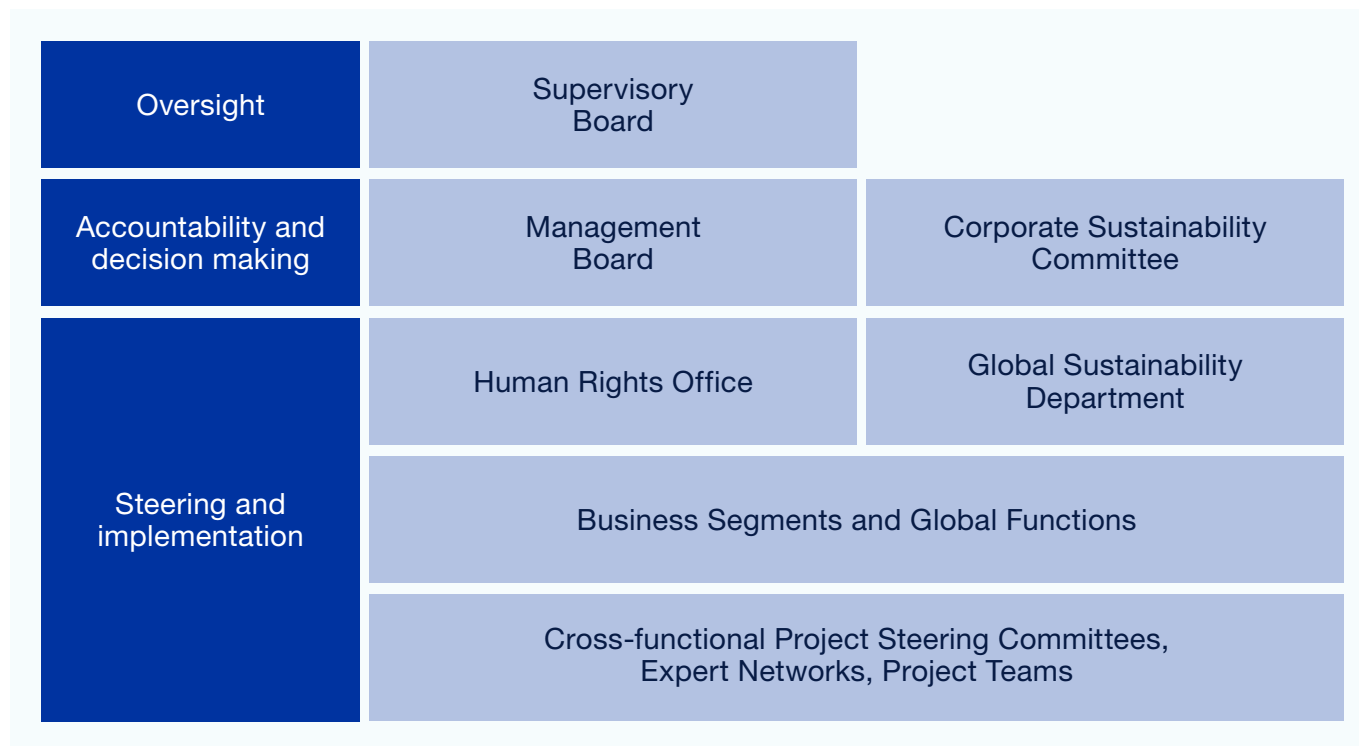 Oversight
Supervisory
Board
Accountability and
decision making
Management
Board
Corporate Sustainability
Committee
Steering and
implementation
Human Rights Office
Global Sustainability
Department
Business Segments and Global Functions
Cross-functional Project Steering Committees,
Expert Networks, Project Teams